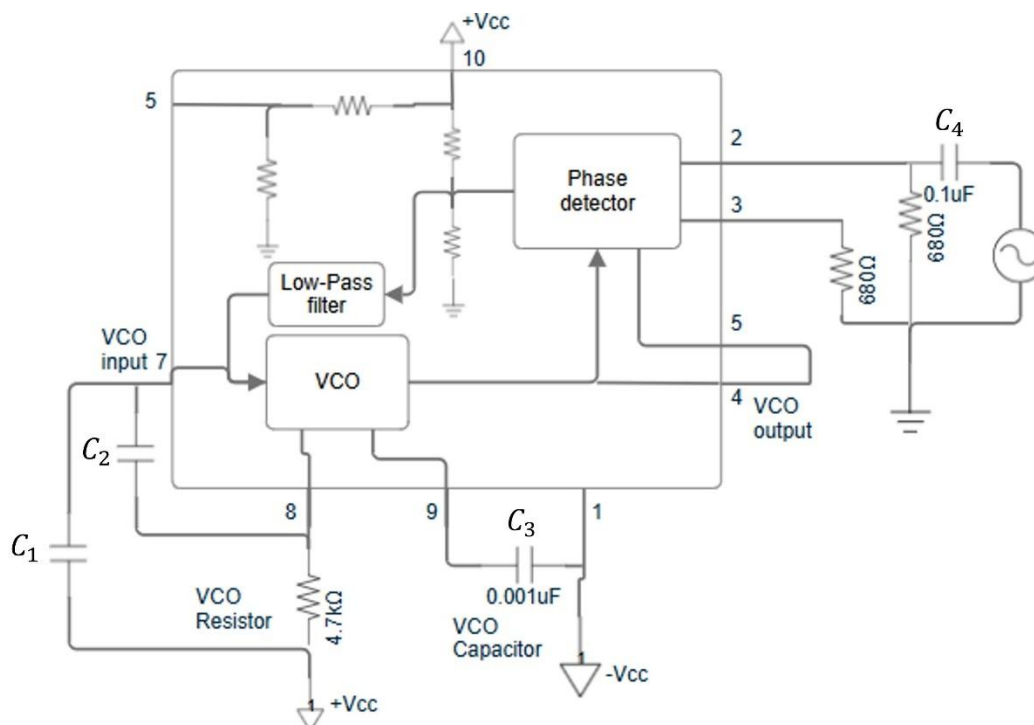 +Vcc
10
5
2
C₄
Phase
detector
0.1uF
3
680Ω
680Ω
Low-Pass
filter
5
VCO
input 7
VCO
4
VCO
output
C₂
8
9
C₃
1
C₁
VCO
Resistor
4.7kΩ
0.001uF
VCO
Capacitor
1
-Vcc
1
+Vcc